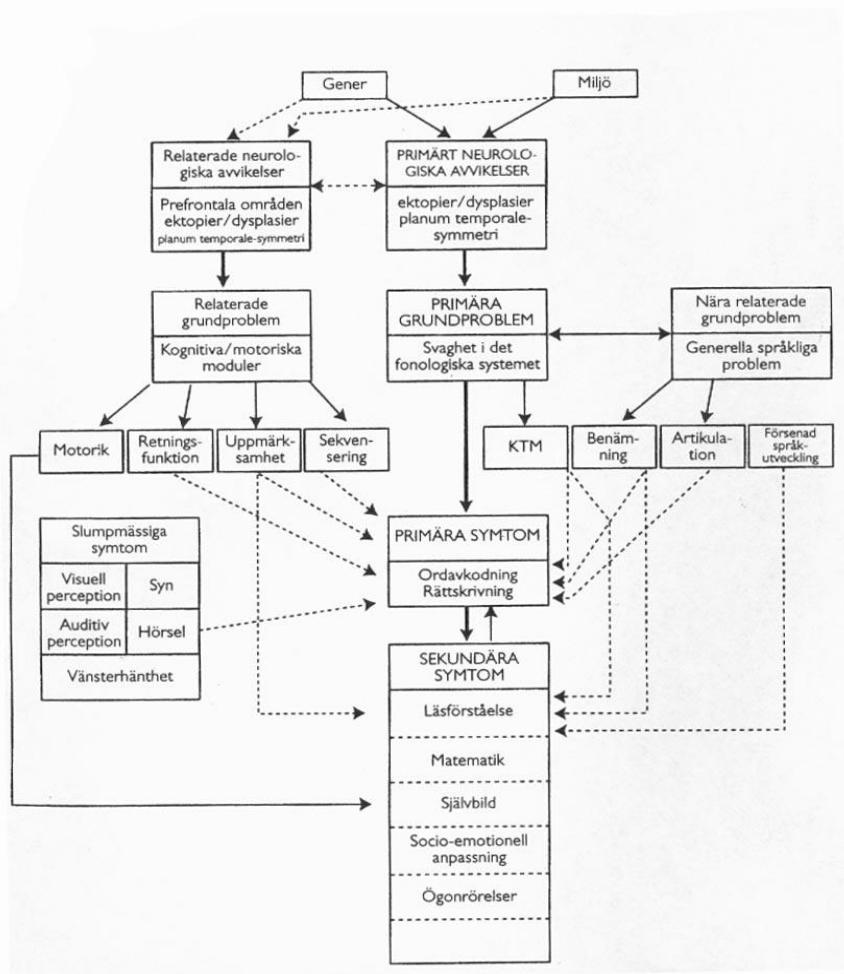 Gener
Miljö
Relaterade neurolo-
giska avvikelser
Prefrontala områden
ektopier/dysplasier
planum temporale-symmetri
PRIMÄRT NEUROLO-
GISKA AVVIKELSER
ektopier/dysplasier
planum temporale-
symmetri
Relaterade
grundproblem
Kognitiva/motoriska
moduler
PRIMÄRA
GRUNDPROBLEM
Svaghet i det
fonologiska systemet
Nära relaterade
grundproblem
Generella språkliga
problem
Motorik
Retnings-
funktion
Uppmärk-
samhet
Sekven-
sering
KTM
Benäm-
ning
Artikula-
tion
Försenad
språk-
utveckling
Slumpmässiga
symtom
Visuell
perception
Syn
Auditiv
perception
Hörsel
Vänsterhänthet
PRIMÄRA SYMTOM
Ordavkodning
Rättskrivning
SEKUNDÄRA
SYMTOM
Läsförståelse
Matematik
Självbild
Socio-emotionell
anpassning
Ögonrörelser